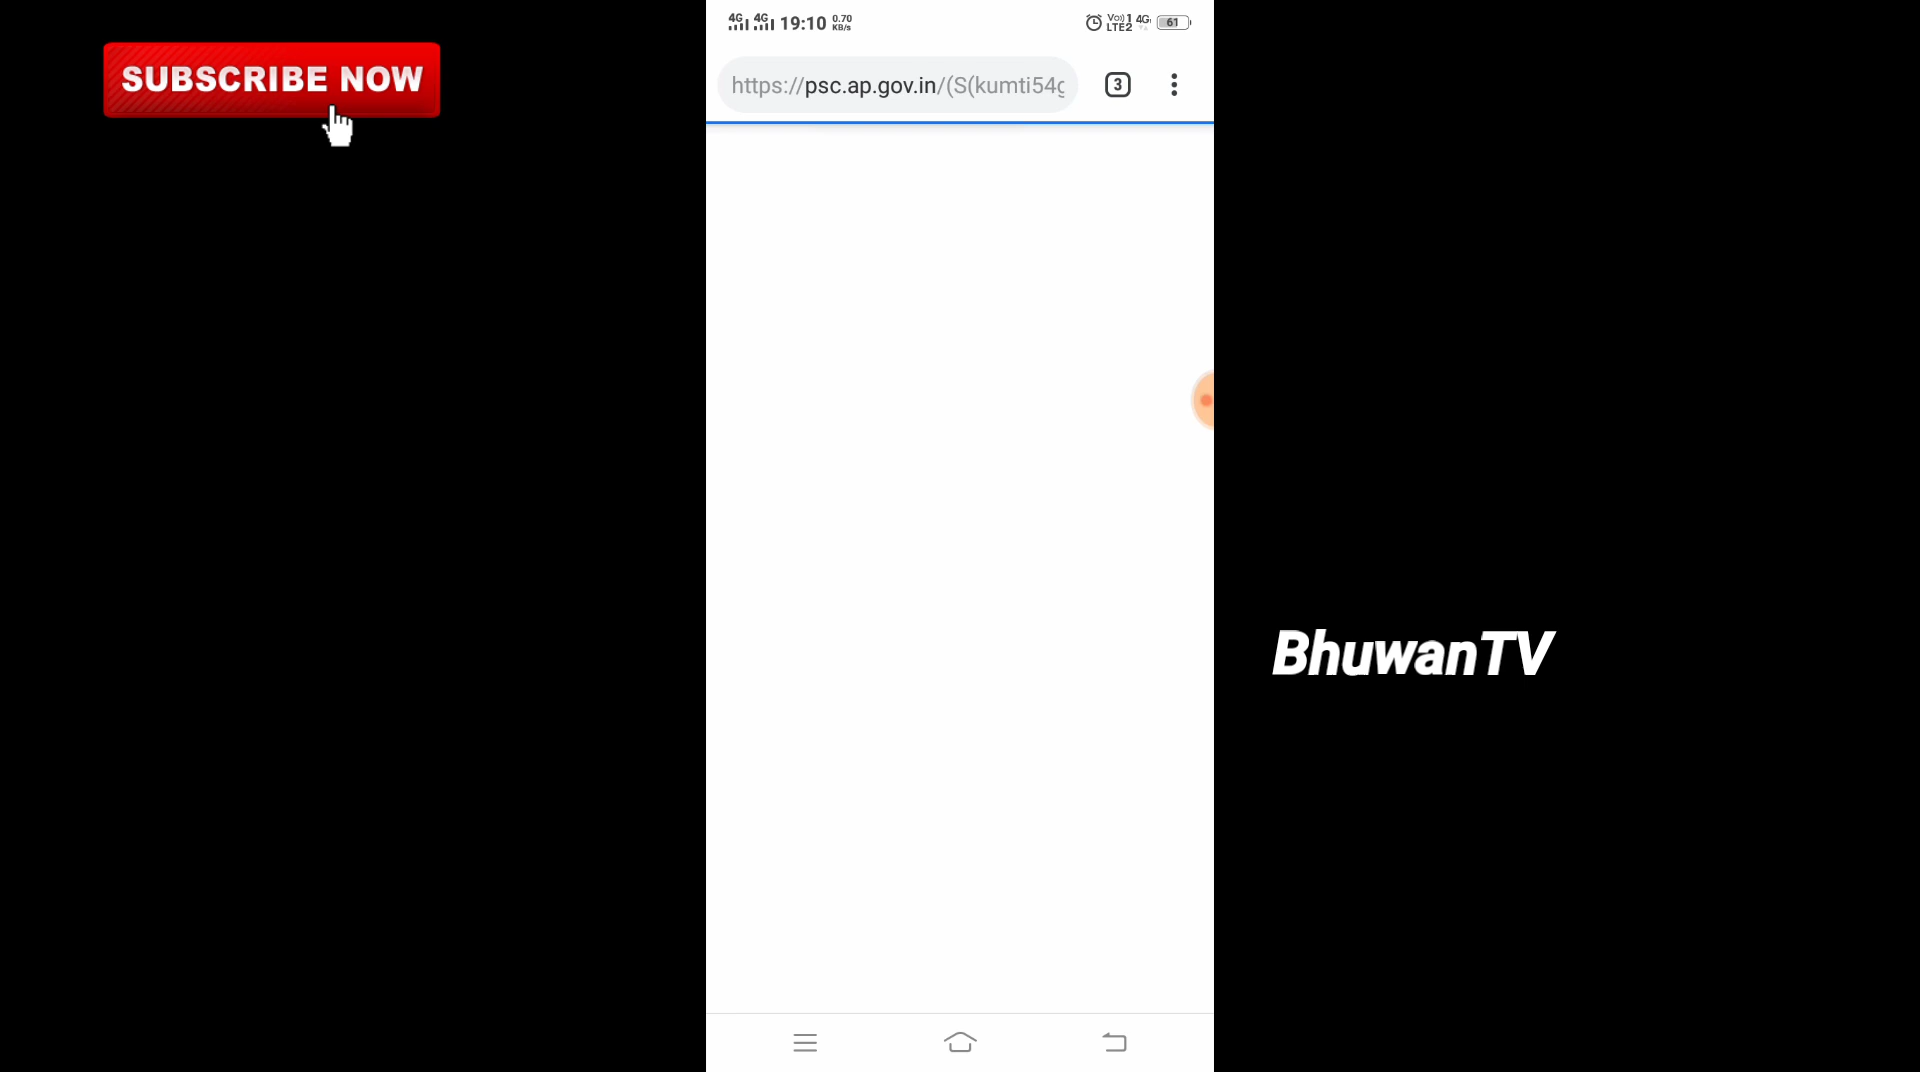 SUBSCRIBE NOW
4G 4G 19:10 0.70 KB/s
Vo) 1 LTE2 4G 61
https://psc.ap.gov.in/(S(kumti54g
3
BhuwanTV